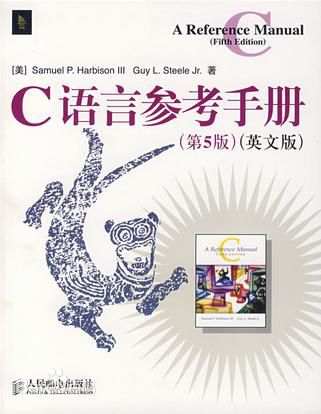 C
A Reference Manual
(Fifth Edition)
[美] Samuel P. Harbison III Guy L. Steele Jr. 著
C语言参考手册
(第5版)(英文版)
C
A Reference Manual
FIFTH EDITION
Samuel P. Harbison III • Guy L. Steele Jr.
人民邮电出版社
POSTS & TELECOM PRESS